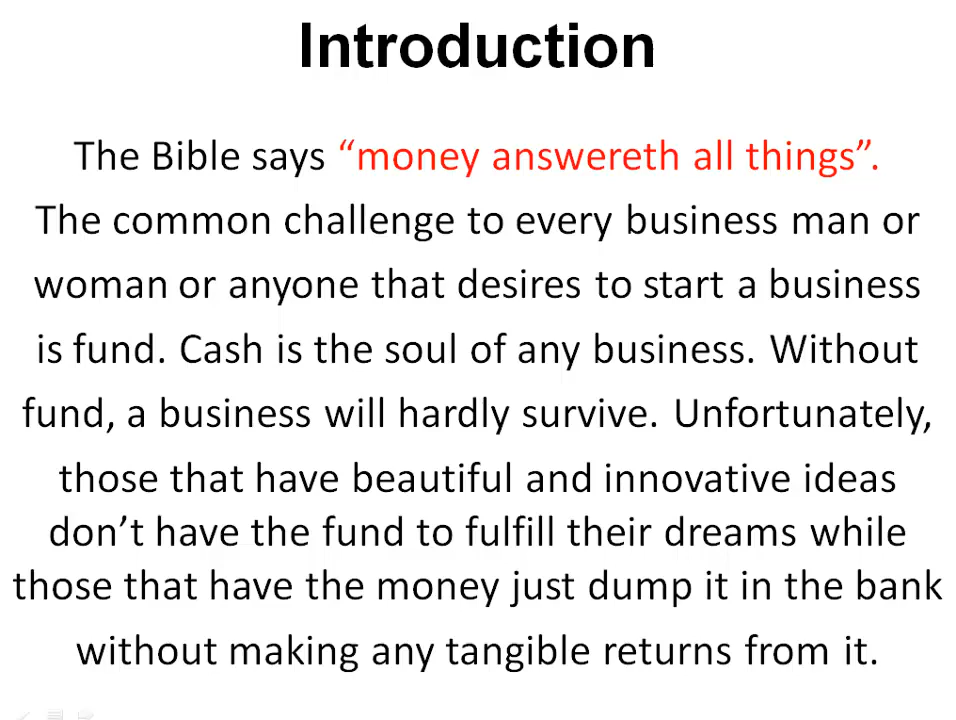 Introduction
The Bible says “money answereth all things”.
The common challenge to every business man or
woman or anyone that desires to start a business
is fund. Cash is the soul of any business. Without
fund, a business will hardly survive. Unfortunately,
those that have beautiful and innovative ideas
don’t have the fund to fulfill their dreams while
those that have the money just dump it in the bank
without making any tangible returns from it.